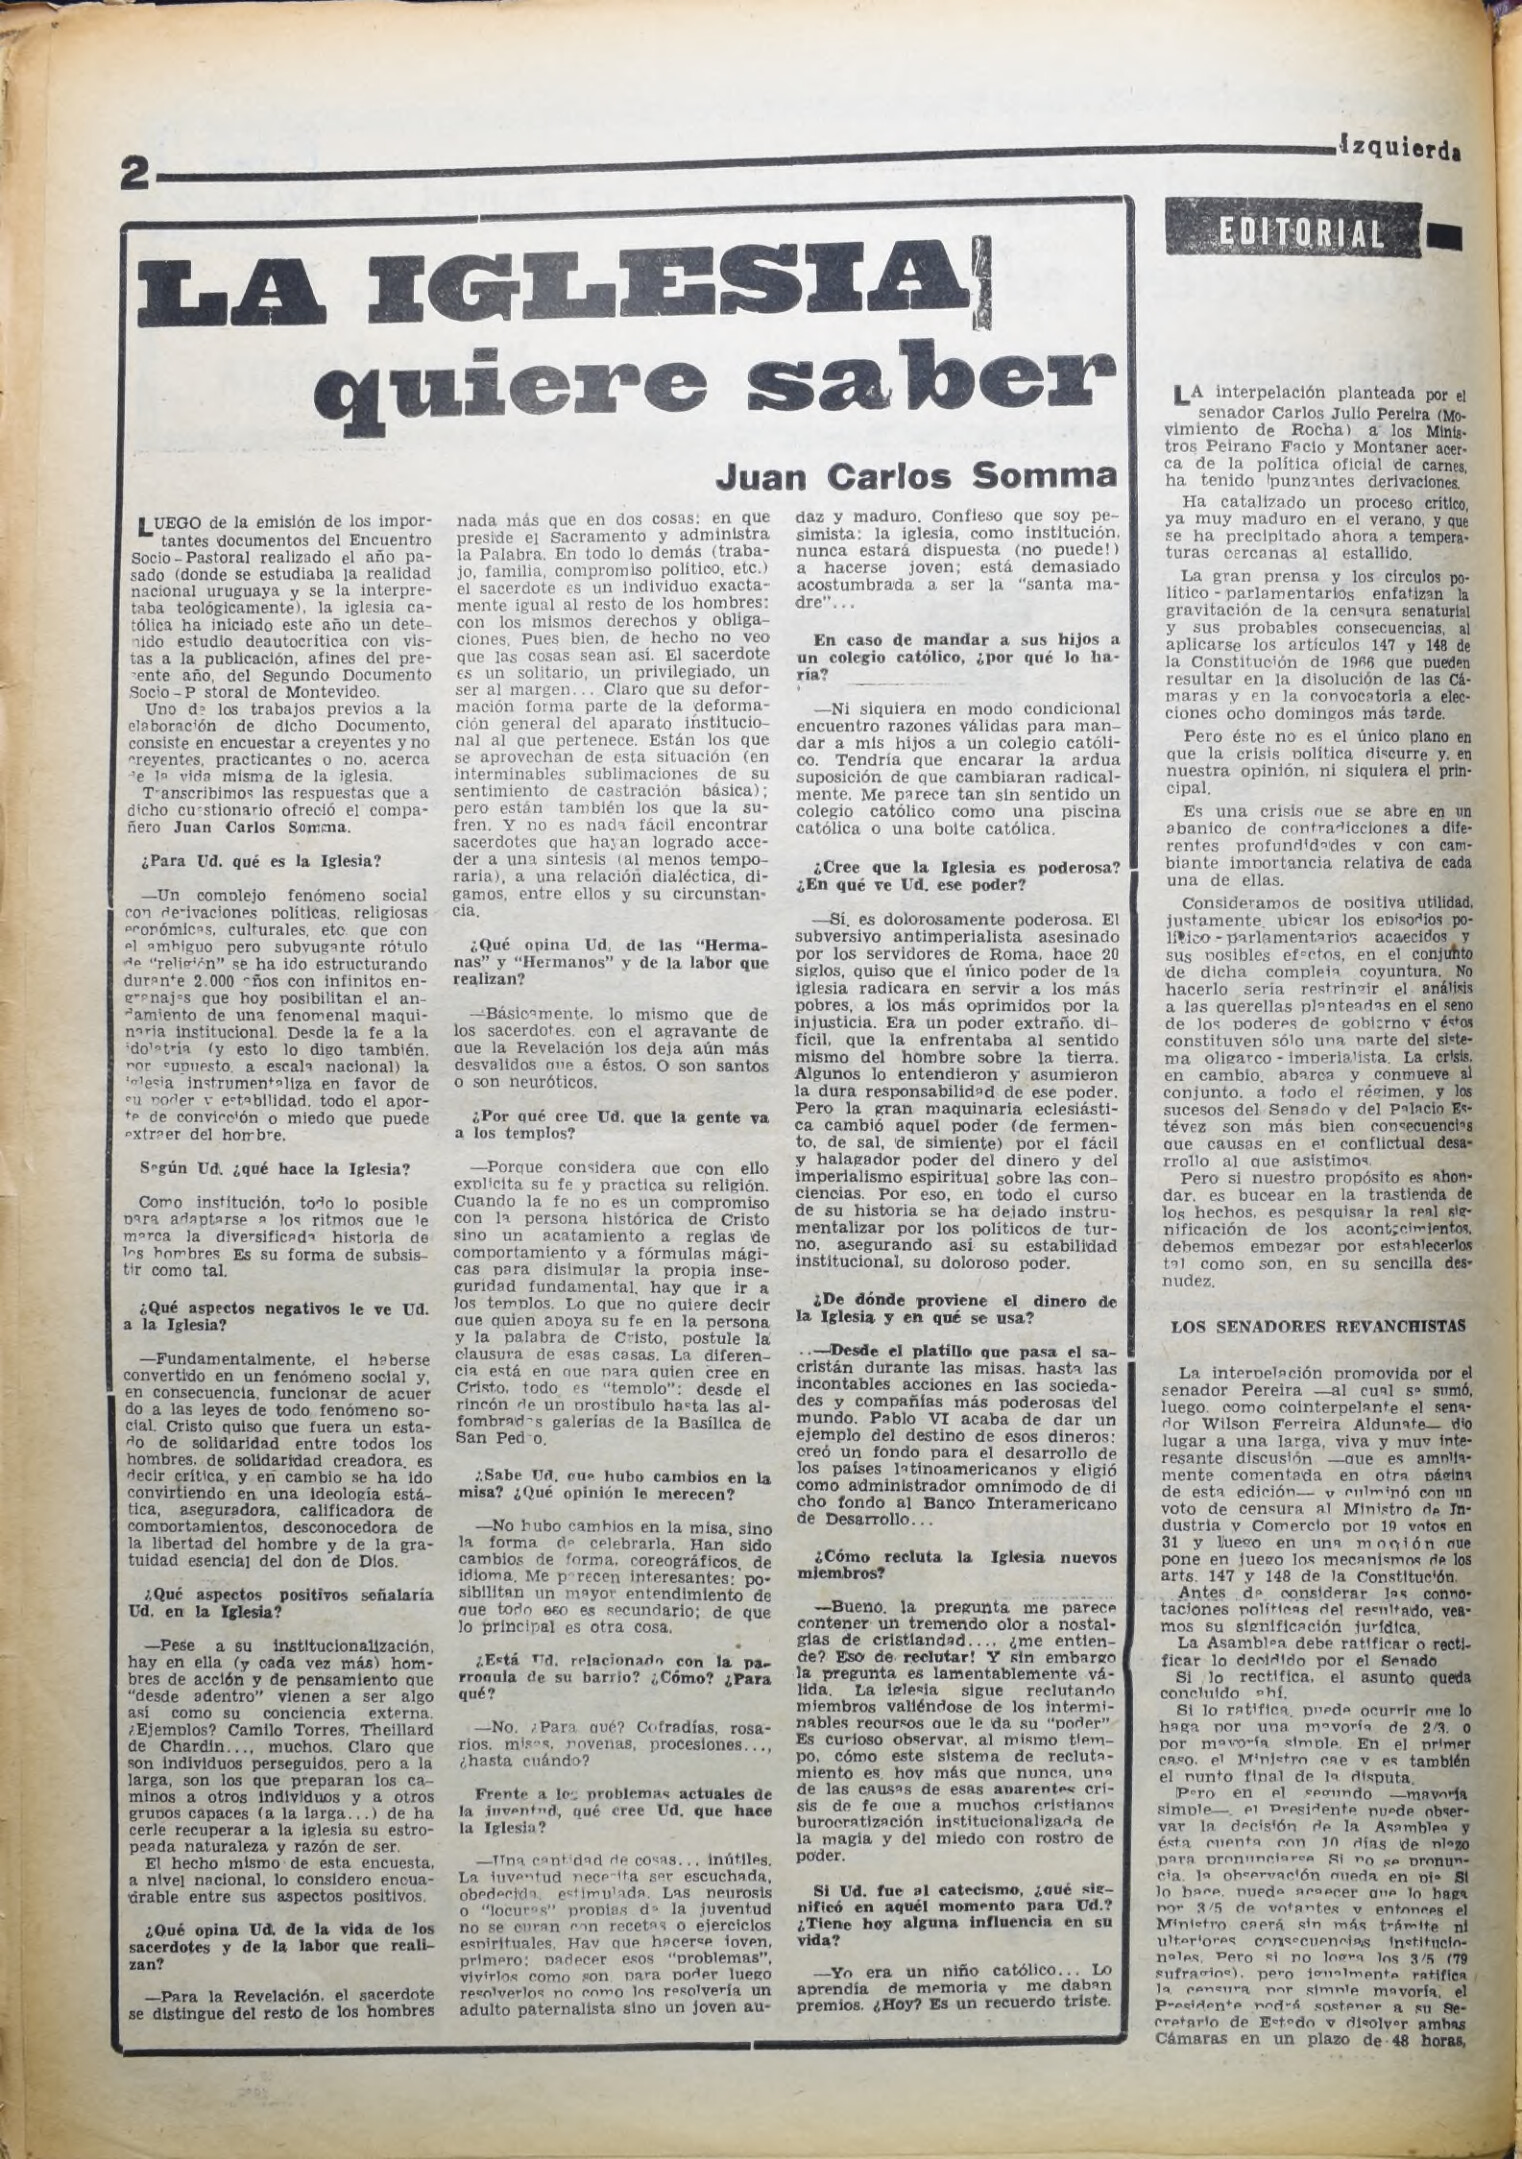 2
Izquierda
LA IGLESIA
quiere saber
Juan Carlos Somma
LUEGO de la emisión de los impor-
tantes documentos del Encuentro
Socio-Pastoral realizado el año pa-
sado (donde se estudiaba la realidad
nacional uruguaya y se la interpre-
taba teológicamente), la iglesia ca-
tólica ha iniciado este año un dete-
nido estudio deautocrítica con vis-
tas a la publicación, afines del pre-
sente año, del Segundo Documento
Socio-P storal de Montevideo.
Uno de los trabajos previos a la
elaboración de dicho Documento,
consiste en encuestar a creyentes y no
creyentes, practicantes o no, acerca
de la vida misma de la iglesia.
Transcribimos las respuestas que a
dicho cuestionario ofreció el compa-
ñero Juan Carlos Somma.
¿Para Ud. qué es la Iglesia?
—Un complejo fenómeno social
con derivaciones políticas, religiosas
económicas, culturales, etc. que con
el ambiguo pero subyugante rótulo
de "religión" se ha ido estructurando
durante 2.000 años con infinitos en-
granajes que hoy posibilitan el an-
damiento de una fenomenal maqui-
naria institucional. Desde la fe a la
idolatría (y esto lo digo también,
por supuesto, a escala nacional) la
iglesia instrumentaliza en favor de
su poder y estabilidad, todo el apor-
te de convicción o miedo que puede
extraer del hombre.
Según Ud. ¿qué hace la Iglesia?
Como institución, todo lo posible
para adaptarse a los ritmos que le
marca la diversificada historia de
los hombres Es su forma de subsis-
tir como tal.
¿Qué aspectos negativos le ve Ud.
a la Iglesia?
—Fundamentalmente, el haberse
convertido en un fenómeno social y,
en consecuencia, funcionar de acuer
do a las leyes de todo fenómeno so-
cial. Cristo quiso que fuera un esta-
do de solidaridad entre todos los
hombres, de solidaridad creadora, es
decir crítica, y en cambio se ha ido
convirtiendo en una ideología está-
tica, aseguradora, calificadora de
comportamientos, desconocedora de
la libertad del hombre y de la gra-
tuidad esencial del don de Dios.
¿Qué aspectos positivos señalaría
Ud. en la Iglesia?
—Pese a su institucionalización,
hay en ella (y cada vez más) hom-
bres de acción y de pensamiento que
"desde adentro" vienen a ser algo
así como su conciencia externa.
¿Ejemplos? Camilo Torres, Theillard
de Chardin..., muchos. Claro que
son individuos perseguidos, pero a la
larga, son los que preparan los ca-
minos a otros individuos y a otros
grupos capaces (a la larga...) de ha
cerle recuperar a la iglesia su estro-
peada naturaleza y razón de ser.
El hecho mismo de esta encuesta,
a nivel nacional, lo considero encua-
drable entre sus aspectos positivos.
¿Qué opina Ud. de la vida de los
sacerdotes y de la labor que reali-
zan?
—Para la Revelación, el sacerdote
se distingue del resto de los hombres
nada más que en dos cosas: en que
preside el Sacramento y administra
la Palabra. En todo lo demás (traba-
jo, familia, compromiso político, etc.)
el sacerdote es un individuo exacta-
mente igual al resto de los hombres:
con los mismos derechos y obliga-
ciones. Pues bien, de hecho no veo
que las cosas sean así. El sacerdote
es un solitario, un privilegiado, un
ser al margen... Claro que su defor-
mación forma parte de la deforma-
ción general del aparato institucio-
nal al que pertenece. Están los que
se aprovechan de esta situación (en
interminables sublimaciones de su
sentimiento de castración básica);
pero están también los que la su-
fren. Y no es nada fácil encontrar
sacerdotes que hayan logrado acce-
der a una síntesis (al menos tempo-
raria), a una relación dialéctica, di-
gamos, entre ellos y su circunstan-
cia.
¿Qué opina Ud. de las "Herma-
nas" y "Hermanos" y de la labor que
realizan?
—Básicamente, lo mismo que de
los sacerdotes, con el agravante de
que la Revelación los deja aún más
desvalidos que a éstos. O son santos
o son neuróticos.
¿Por qué cree Ud. que la gente va
a los templos?
—Porque considera que con ello
explicita su fe y practica su religión.
Cuando la fe no es un compromiso
con la persona histórica de Cristo
sino un acatamiento a reglas de
comportamiento y a fórmulas mági-
cas para disimular la propia inse-
guridad fundamental, hay que ir a
los templos. Lo que no quiere decir
que quien apoya su fe en la persona
y la palabra de Cristo, postule la
clausura de esas casas. La diferen-
cia está en que para quien cree en
Cristo, todo es "templo": desde el
rincón de un prostíbulo hasta las al-
fombradas galerías de la Basílica de
San Pedro.
¿Sabe Ud. que hubo cambios en la
misa? ¿Qué opinión le merecen?
—No hubo cambios en la misa, sino
la forma de celebrarla. Han sido
cambios de forma, coreográficos, de
idioma. Me parecen interesantes: po-
sibilitan un mayor entendimiento de
que todo eso es secundario; de que
lo principal es otra cosa.
¿Está Ud. relacionado con la pa-
rroquia de su barrio? ¿Cómo? ¿Para
qué?
—No. ¿Para qué? Cofradías, rosa-
rios, misas, novenas, procesiones...,
¿hasta cuándo?
Frente a los problemas actuales de
la juventud, qué cree Ud. que hace
la Iglesia?
—Una cantidad de cosas... inútiles.
La juventud necesita ser escuchada,
obedecida, estimulada. Las neurosis
o "locuras" propias de la juventud
no se curan con recetas o ejercicios
espirituales. Hay que hacerse joven,
primero; padecer esos "problemas",
vivirlos como son, para poder luego
resolverlos no como los resolvería un
adulto paternalista sino un joven au-
daz y maduro. Confieso que soy pe-
simista: la iglesia, como institución,
nunca estará dispuesta (no puede!)
a hacerse joven; está demasiado
acostumbrada a ser la "santa ma-
dre"...
En caso de mandar a sus hijos a
un colegio católico, ¿por qué lo ha-
ría?
—Ni siquiera en modo condicional
encuentro razones válidas para man-
dar a mis hijos a un colegio católi-
co. Tendría que encarar la ardua
suposición de que cambiaran radical-
mente. Me parece tan sin sentido un
colegio católico como una piscina
católica o una boite católica.
¿Cree que la Iglesia es poderosa?
¿En qué ve Ud. ese poder?
—Sí, es dolorosamente poderosa. El
subversivo antimperialista asesinado
por los servidores de Roma, hace 20
siglos, quiso que el único poder de la
iglesia radicara en servir a los más
pobres, a los más oprimidos por la
injusticia. Era un poder extraño, di-
fícil, que la enfrentaba al sentido
mismo del hombre sobre la tierra.
Algunos lo entendieron y asumieron
la dura responsabilidad de ese poder.
Pero la gran maquinaria eclesiásti-
ca cambió aquel poder (de fermen-
to, de sal, de simiente) por el fácil
y halagador poder del dinero y del
imperialismo espiritual sobre las con-
ciencias. Por eso, en todo el curso
de su historia se ha dejado instru-
mentalizar por los políticos de tur-
no, asegurando así su estabilidad
institucional, su doloroso poder.
¿De dónde proviene el dinero de
la Iglesia y en qué se usa?
..—Desde el platillo que pasa el sa-
cristán durante las misas, hasta las
incontables acciones en las socieda-
des y compañías más poderosas del
mundo. Pablo VI acaba de dar un
ejemplo del destino de esos dineros:
creó un fondo para el desarrollo de
los países latinoamericanos y eligió
como administrador omnímodo de di
cho fondo al Banco Interamericano
de Desarrollo...
¿Cómo recluta la Iglesia nuevos
miembros?
—Bueno, la pregunta me parece
contener un tremendo olor a nostal-
gias de cristiandad..., ¿me entien-
de? Eso de reclutar! Y sin embargo
la pregunta es lamentablemente vá-
lida. La iglesia sigue reclutando
miembros valiéndose de los intermi-
nables recursos que le da su "poder"
Es curioso observar, al mismo tiem-
po, cómo este sistema de recluta-
miento es, hoy más que nunca, una
de las causas de esas aparentes cri-
sis de fe que a muchos cristianos
burocratización institucionalizada de
la magia y del miedo con rostro de
poder.
Si Ud. fue al catecismo, ¿qué sig-
nificó en aquél momento para Ud.?
¿Tiene hoy alguna influencia en su
vida?
—Yo era un niño católico... Lo
aprendía de memoria y me daban
premios. ¿Hoy? Es un recuerdo triste.
EDITORIAL
LA interpelación planteada por el
senador Carlos Julio Pereira (Mo-
vimiento de Rocha) a los Minis-
tros Peirano Facio y Montaner acer-
ca de la política oficial de carnes,
ha tenido punzantes derivaciones.
Ha catalizado un proceso crítico,
ya muy maduro en el verano, y que
se ha precipitado ahora a tempera-
turas cercanas al estallido.
La gran prensa y los círculos po-
lítico-parlamentarios enfatizan la
gravitación de la censura senaturial
y sus probables consecuencias, al
aplicarse los artículos 147 y 148 de
la Constitución de 1966 que pueden
resultar en la disolución de las Cá-
maras y en la convocatoria a elec-
ciones ocho domingos más tarde.
Pero éste no es el único plano en
que la crisis política discurre y, en
nuestra opinión, ni siquiera el prin-
cipal.
Es una crisis que se abre en un
abanico de contradicciones a dife-
rentes profundidades y con cam-
biante importancia relativa de cada
una de ellas.
Consideramos de positiva utilidad,
justamente, ubicar los episodios po-
lítico-parlamentarios acaecidos y
sus posibles efectos, en el conjunto
de dicha compleja coyuntura. No
hacerlo sería restringir el análisis
a las querellas planteadas en el seno
de los poderes de gobierno y éstos
constituyen sólo una parte del siste-
ma oligarco-imperialista. La crisis,
en cambio, abarca y conmueve al
conjunto, a todo el régimen, y los
sucesos del Senado y del Palacio Es-
tévez son más bien consecuencias
que causas en el conflictual desa-
rrollo al que asistimos.
Pero si nuestro propósito es ahon-
dar, es bucear en la trastienda de
los hechos, es pesquisar la real sig-
nificación de los acontecimientos,
debemos empezar por establecerlos
tal como son, en su sencilla des-
nudez.
LOS SENADORES REVANCHISTAS
La interpelación promovida por el
senador Pereira —al cual se sumó,
luego, como cointerpelante el sena-
dor Wilson Ferreira Aldunate— dio
lugar a una larga, viva y muy inte-
resante discusión —que es amplia-
mente comentada en otra página
de esta edición— y culminó con un
voto de censura al Ministro de In-
dustria y Comercio por 19 votos en
31 y luego en una moción que
pone en juego los mecanismos de los
arts. 147 y 148 de la Constitución.
Antes de considerar las conno-
taciones políticas del resultado, vea-
mos su significación jurídica.
La Asamblea debe ratificar o recti-
ficar lo decidido por el Senado
Si lo rectifica, el asunto queda
concluído ahí.
Si lo ratifica, puede ocurrir que lo
haga por una mayoría de 2/3, o
por mayoría simple. En el primer
caso, el Ministro cae y es también
el punto final de la disputa.
Pero en el segundo —mayoría
simple—, el Presidente puede obser-
var la decisión de la Asamblea y
ésta cuenta con 10 días de plazo
para pronunciarse Si no se pronun-
cia, la observación queda en pie Si
lo hace, puede acaecer que lo haga
por 3/5 de votantes y entonces el
Ministro caerá sin más trámite ni
ulteriores consecuencias institucio-
nales. Pero si no logra los 3/5 (79
sufragios), pero igualmente ratifica
la censura por simple mayoría, el
Presidente podrá sostener a su Se-
cretario de Estado y disolver ambas
Cámaras en un plazo de 48 horas,